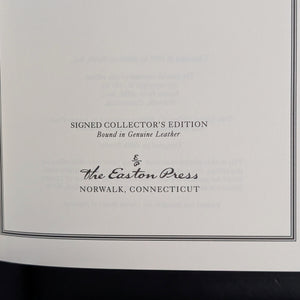 SIGNED COLLECTOR'S EDITION
Bound in Genuine Leather
The Easton Press
NORWALK, CONNECTICUT